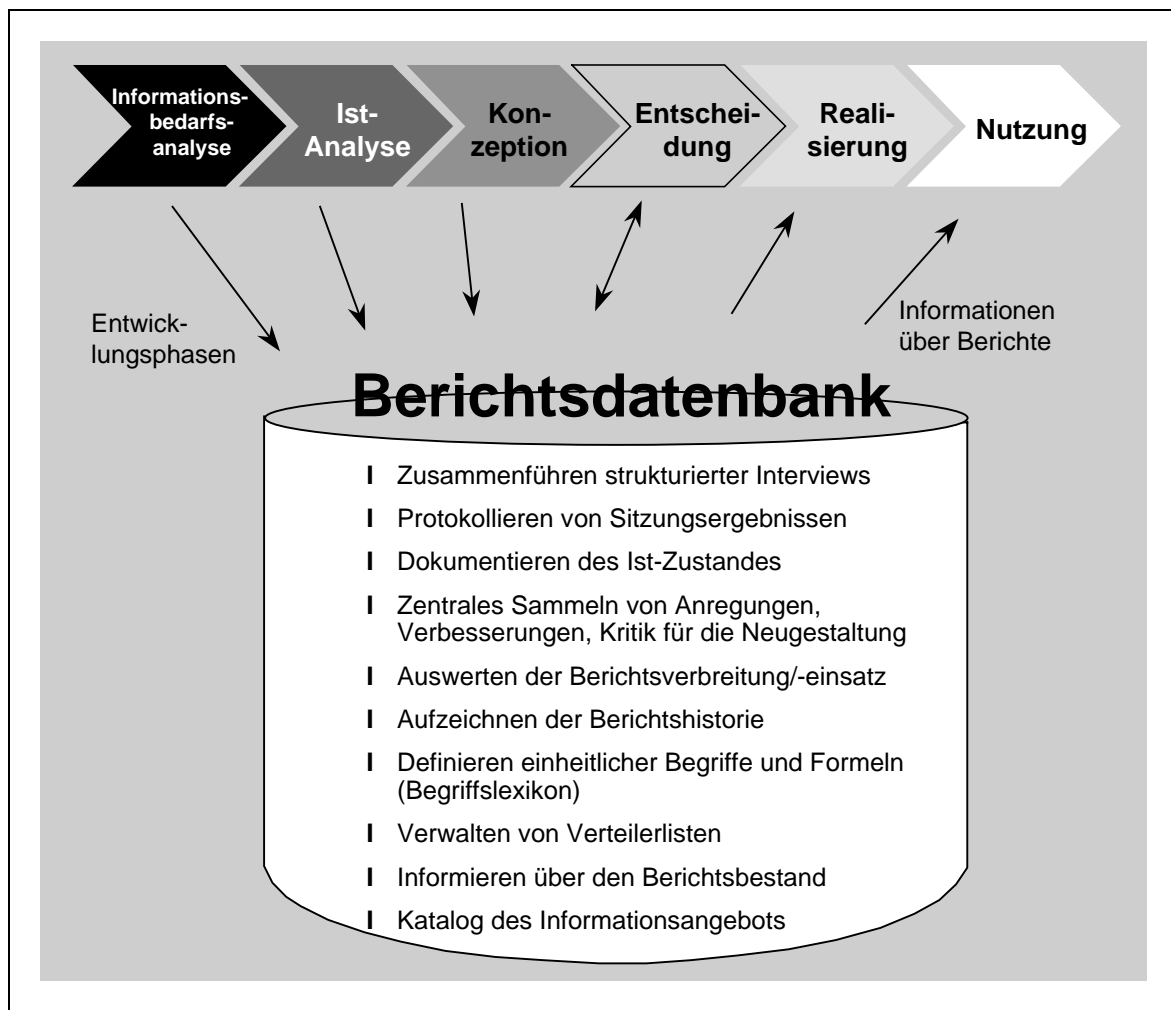 Informations-
bedarfs-
analyse
Ist-
Analyse
Kon-
zeption
Entschei-
dung
Reali-
sierung
Nutzung
Entwick-
lungsphasen
Informationen
über Berichte
Berichtsdatenbank
l Zusammenführen strukturierter Interviews
l Protokollieren von Sitzungsergebnissen
l Dokumentieren des Ist-Zustandes
l Zentrales Sammeln von Anregungen,
Verbesserungen, Kritik für die Neugestaltung
l Auswerten der Berichtsverbreitung/-einsatz
l Aufzeichnen der Berichtshistorie
l Definieren einheitlicher Begriffe und Formeln
(Begriffslexikon)
l Verwalten von Verteilerlisten
l Informieren über den Berichtsbestand
l Katalog des Informationsangebots